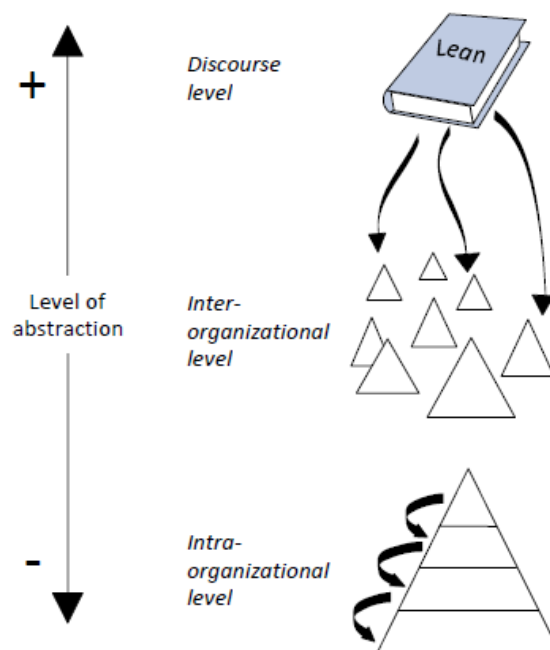 Lean
+
Discourse
level
Level of
abstraction
Inter-
organizational
level
-
Intra-
organizational
level